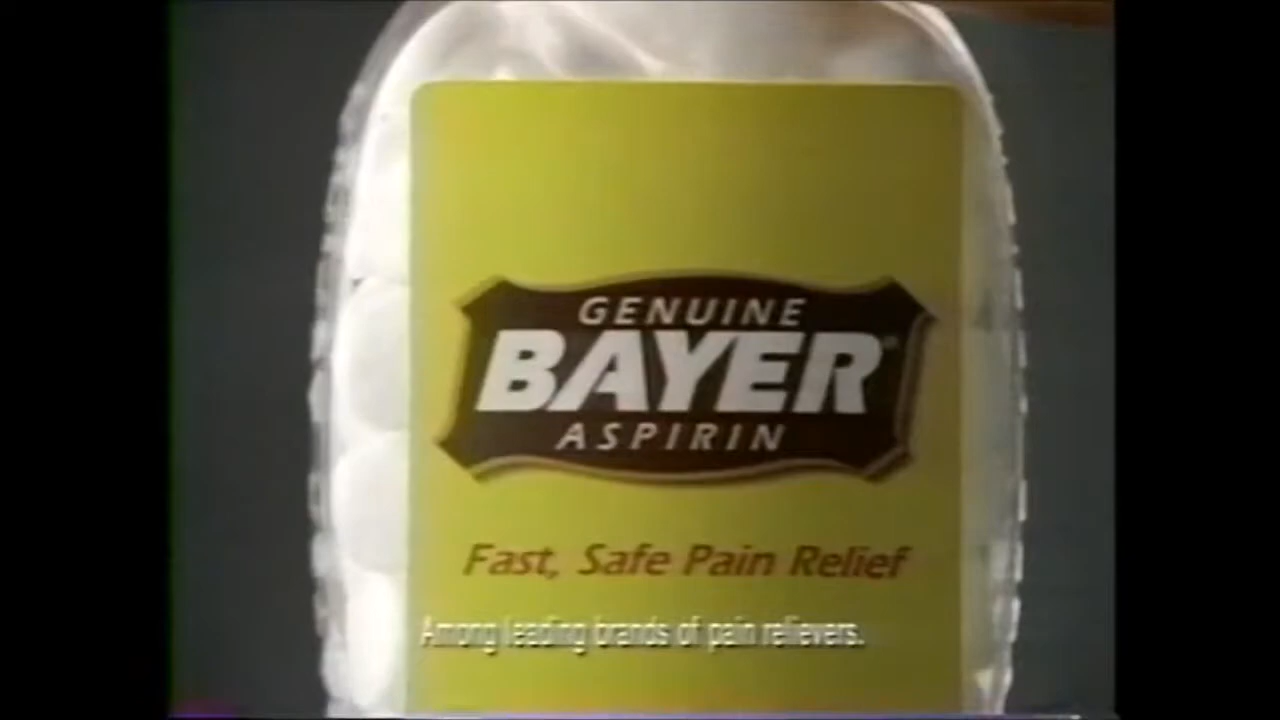 GENUINE
BAYER
ASPIRIN
Fast, Safe Pain Relief
Among leading brands of pain relievers.